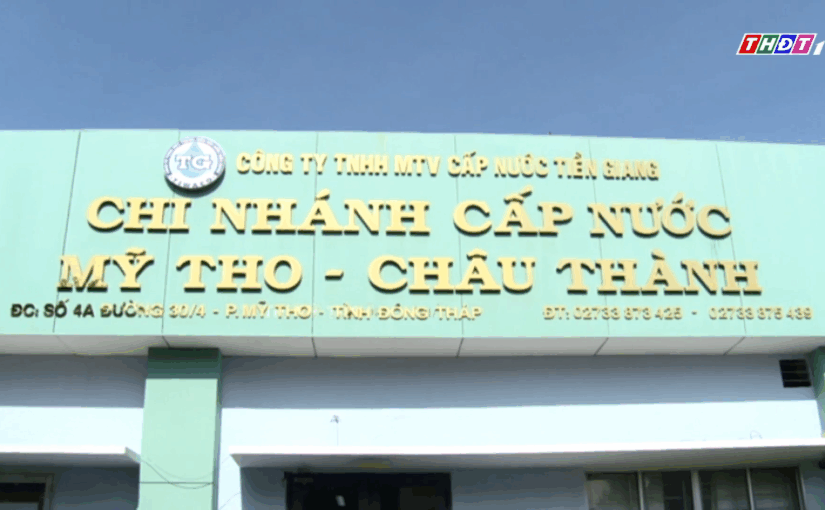 THĐT 1
TG
CÔNG TY TNHH MTV CẤP NƯỚC TIỀN GIANG
CHI NHÁNH CẤP NƯỚC
MỸ THO - CHÂU THÀNH
ĐC: SỐ 4A ĐƯỜNG 30/4 - P.MỸ THO - TỈNH ĐỒNG THÁP ĐT: 02733 873 425 - 02733 875 439